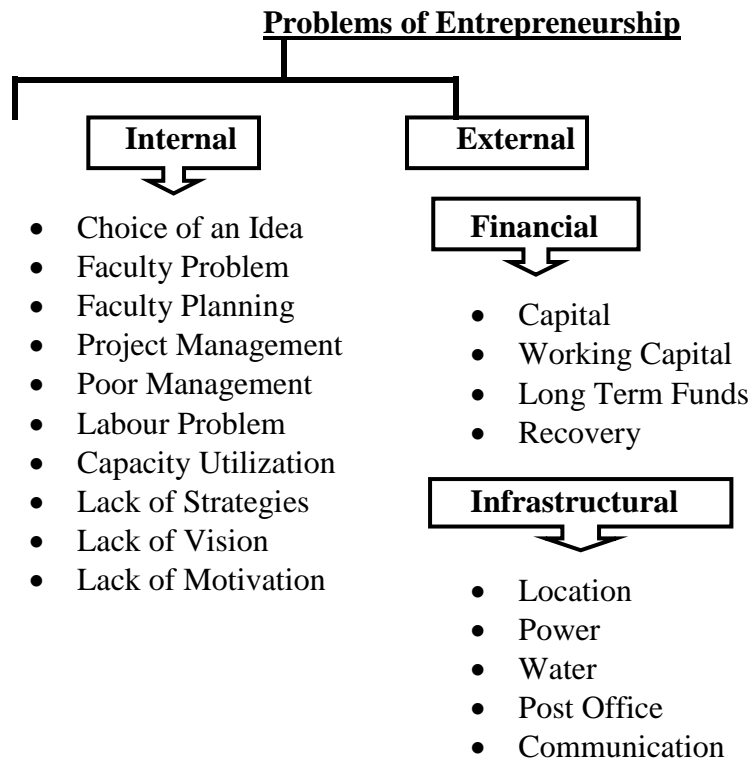 Problems of Entrepreneurship
Internal
• Choice of an Idea
• Faculty Problem
• Faculty Planning
• Project Management
• Poor Management
• Labour Problem
• Capacity Utilization
• Lack of Strategies
• Lack of Vision
• Lack of Motivation
External
Financial
• Capital
• Working Capital
• Long Term Funds
• Recovery
Infrastructural
• Location
• Power
• Water
• Post Office
• Communication